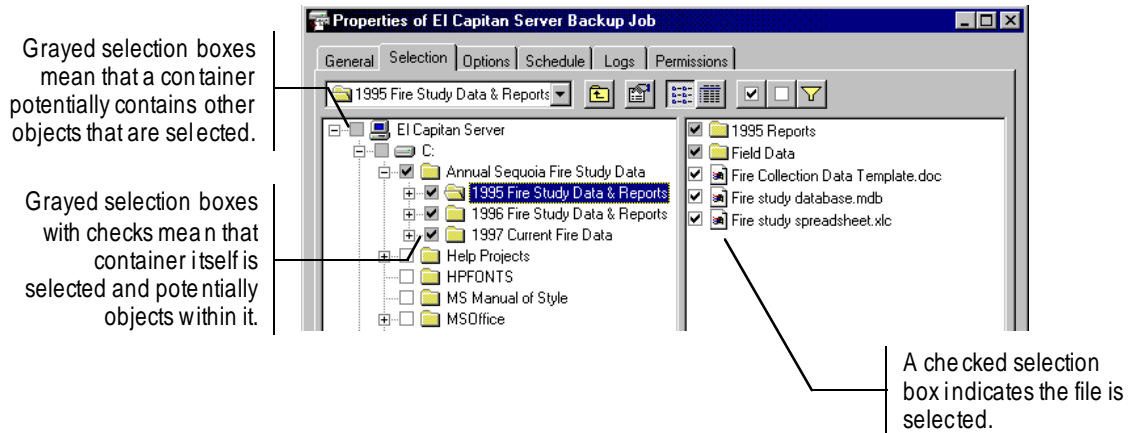 Properties of El Capitan Server Backup Job
General Selection Options Schedule Logs Permissions
1995 Fire Study Data & Reports
Grayed selection boxes
mean that a container
potentially contains other
objects that are selected.
Grayed selection boxes
with checks mean that
container itself is
selected and potentially
objects within it.
El Capitan Server
C:
Annual Sequoia Fire Study Data
1995 Fire Study Data & Reports
1996 Fire Study Data & Reports
1997 Current Fire Data
Help Projects
HPFONTS
MS Manual of Style
MSOffice
1995 Reports
Field Data
Fire Collection Data Template.doc
Fire study database.mdb
Fire study spreadsheet.xlc
A checked selection
box indicates the file is
selected.